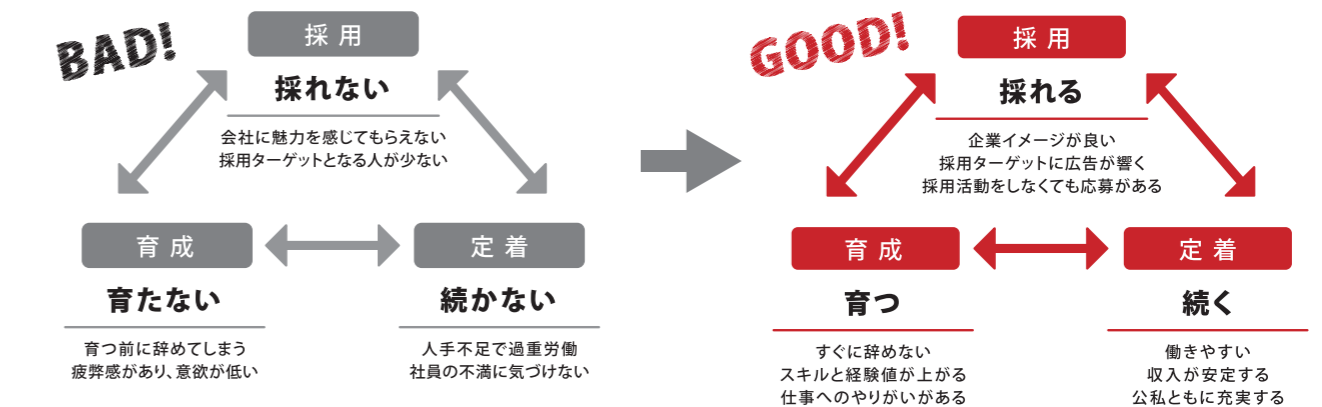 BAD!
採用
採れない
会社に魅力を感じてもらえない
採用ターゲットとなる人が少ない
育成
育たない
育つ前に辞めてしまう
疲弊感があり、意欲が低い
定着
続かない
人手不足で過重労働
社員の不満に気づけない
GOOD!
採用
採れる
企業イメージが良い
採用ターゲットに広告が響く
採用活動をしなくても応募がある
育成
育つ
すぐに辞めない
スキルと経験値が上がる
仕事へのやりがいがある
定着
続く
働きやすい
収入が安定する
公私ともに充実する